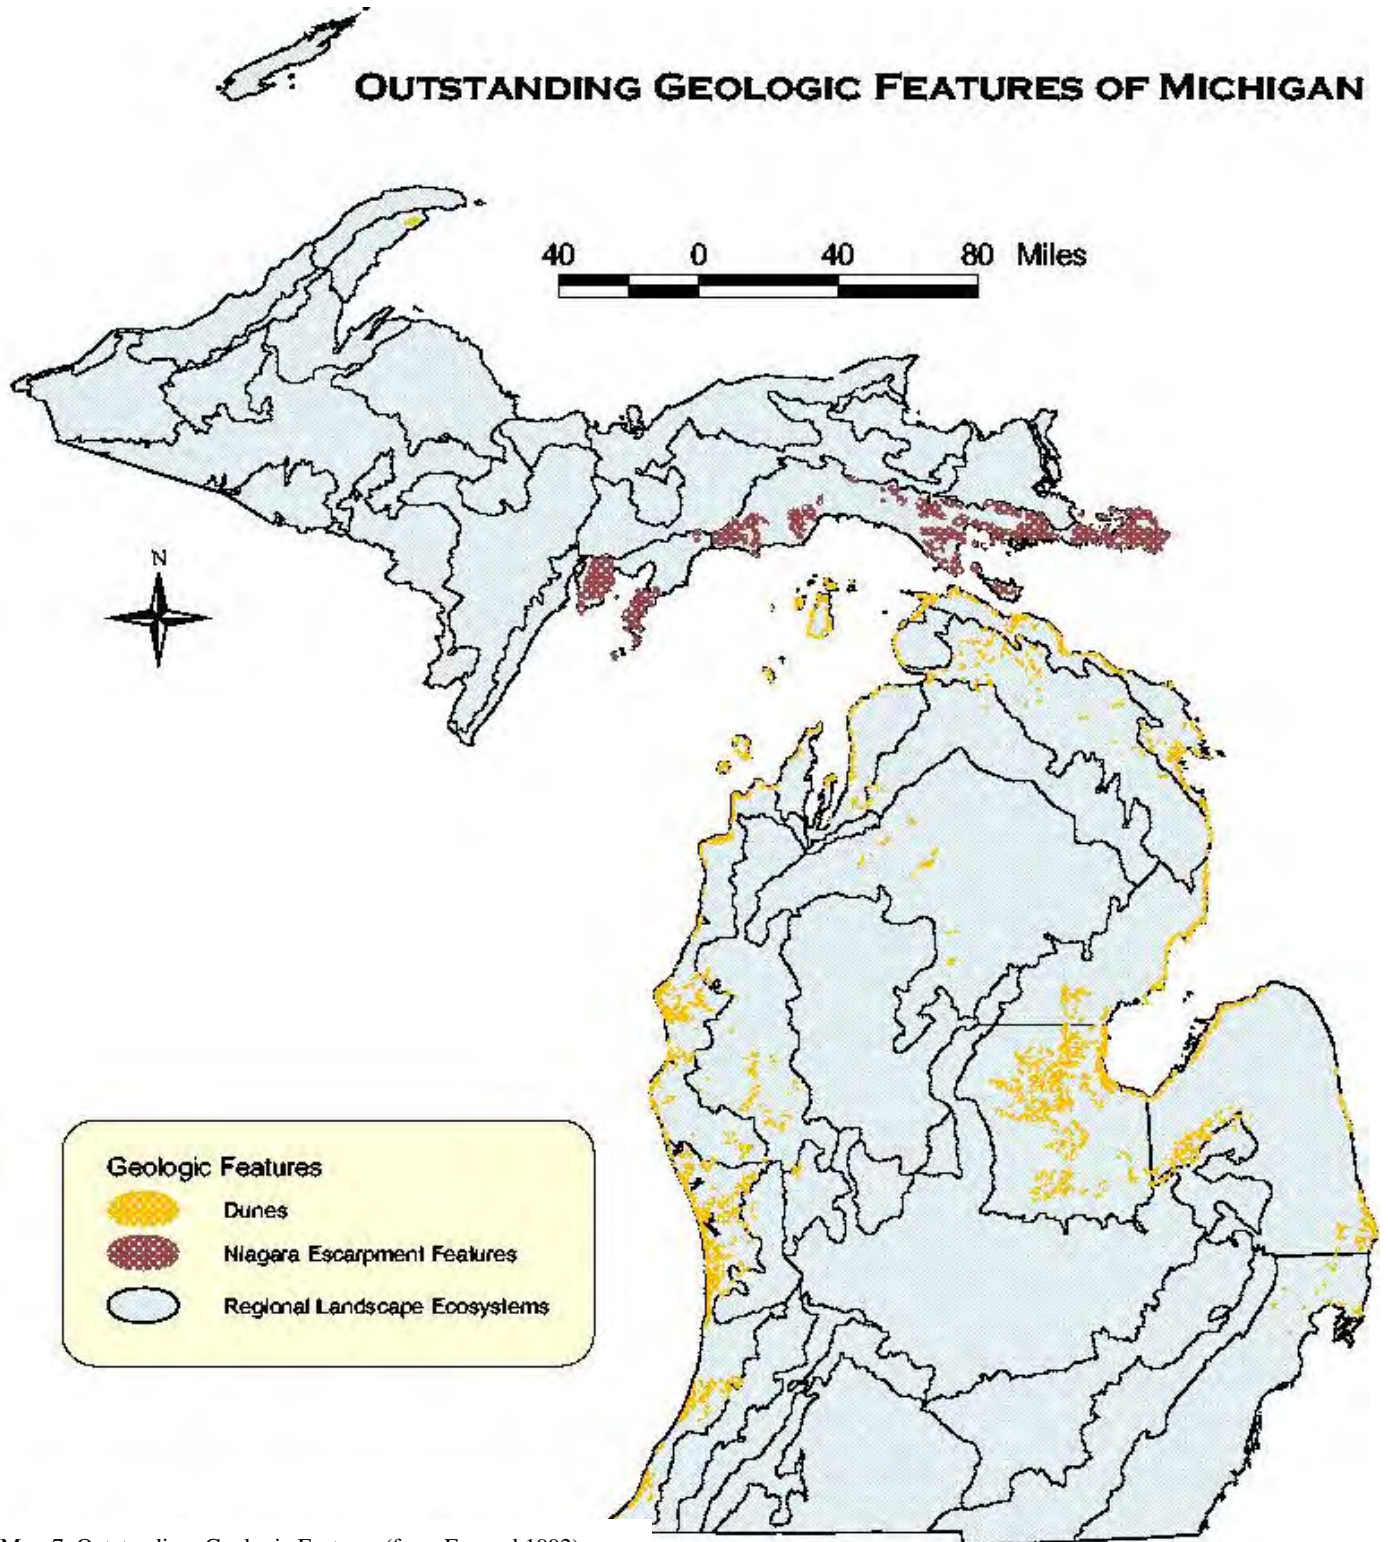 OUTSTANDING GEOLOGIC FEATURES OF MICHIGAN
40 0 40 80 Miles
N
Geologic Features
Dunes
Niagara Escarpment Features
Regional Landscape Ecosystems